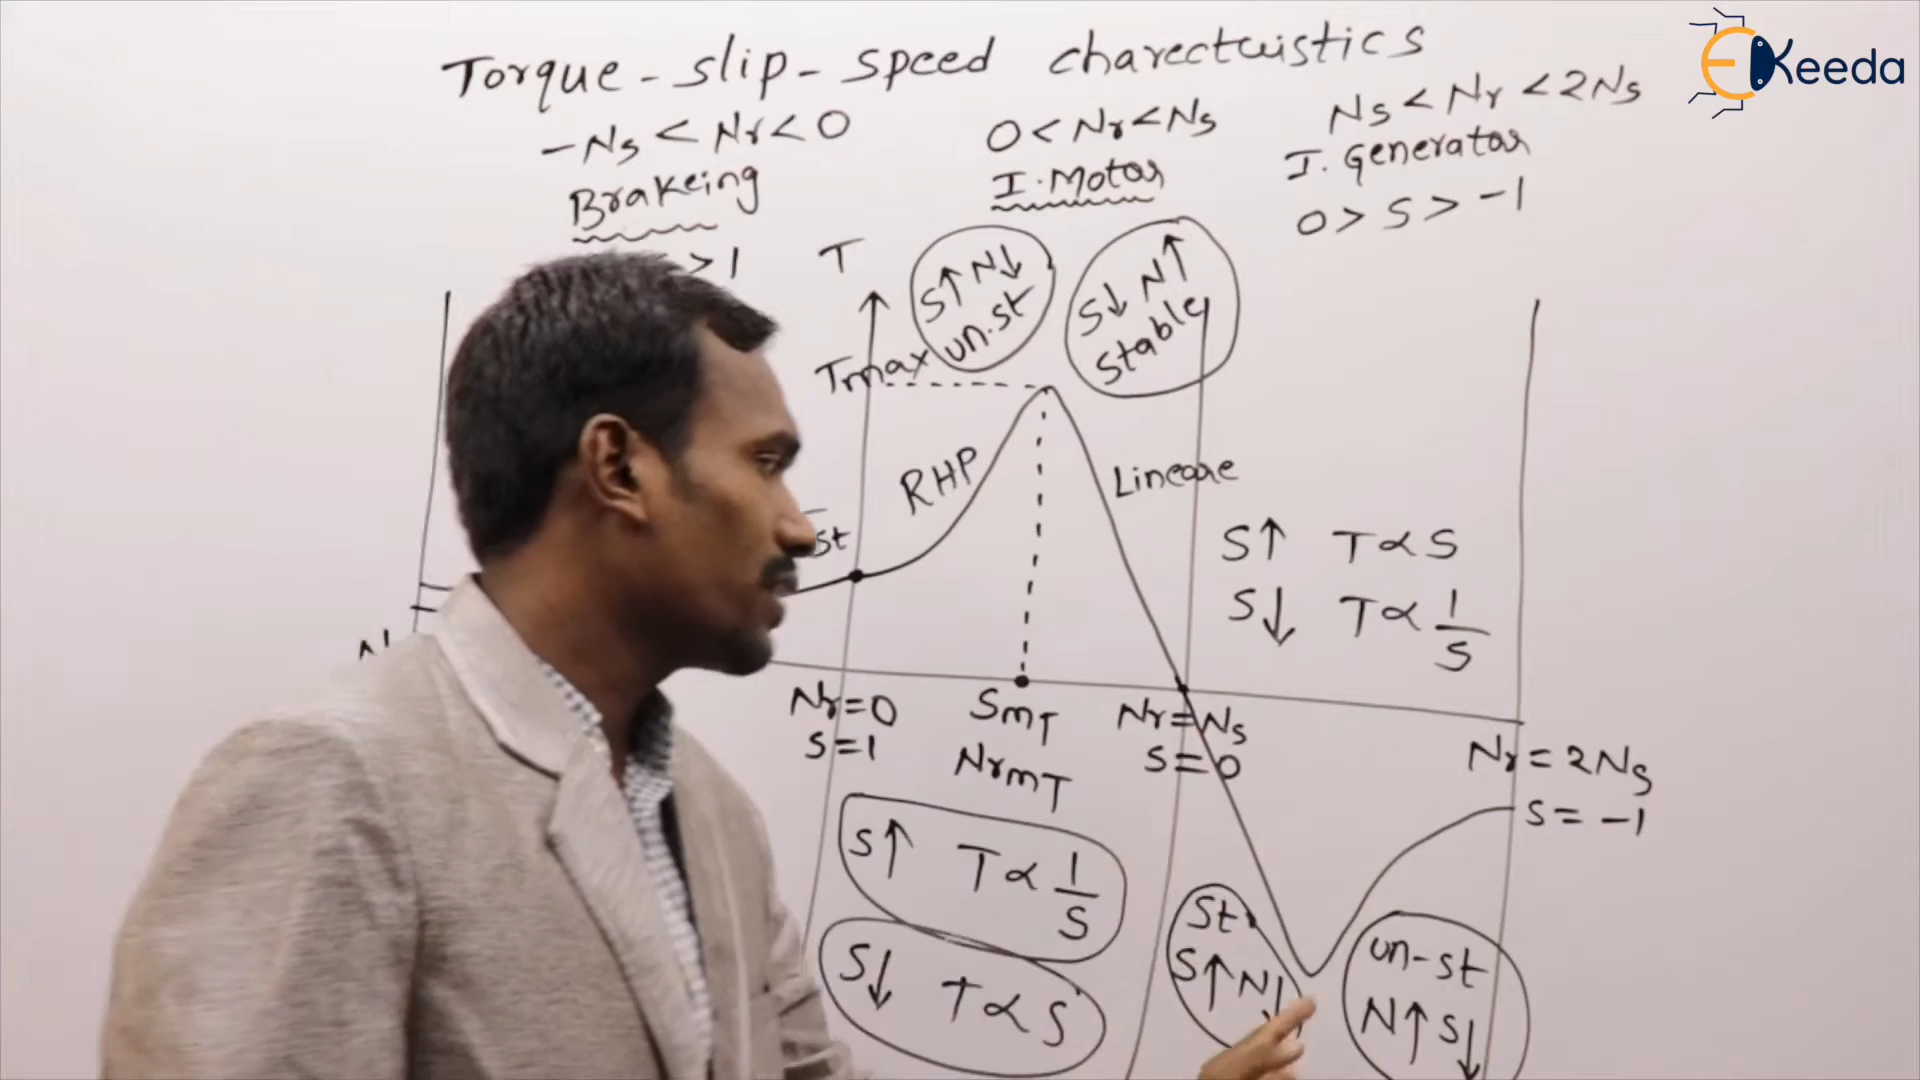 Torque-slip-speed charectuistics
EKeeda
-Ns < Nr < 0
Brakeing
> 1
0 < Nr < Ns
I. Motor
Ns < Nr < 2Ns
I. Generator
0 > S > -1
T
S↑ N↓
un.st
S↓ N↑
Stable
Tmax
RHP
Lineare
st
S↑ T∝S
S↓ T∝1/S
Nr=0
S=1
SmT
NrmT
Nr=Ns
S=0
Nr=2Ns
S=-1
S↑ T∝1/S
S↓ T∝S
St
S↑ N↓
un-st
N↑ S↓